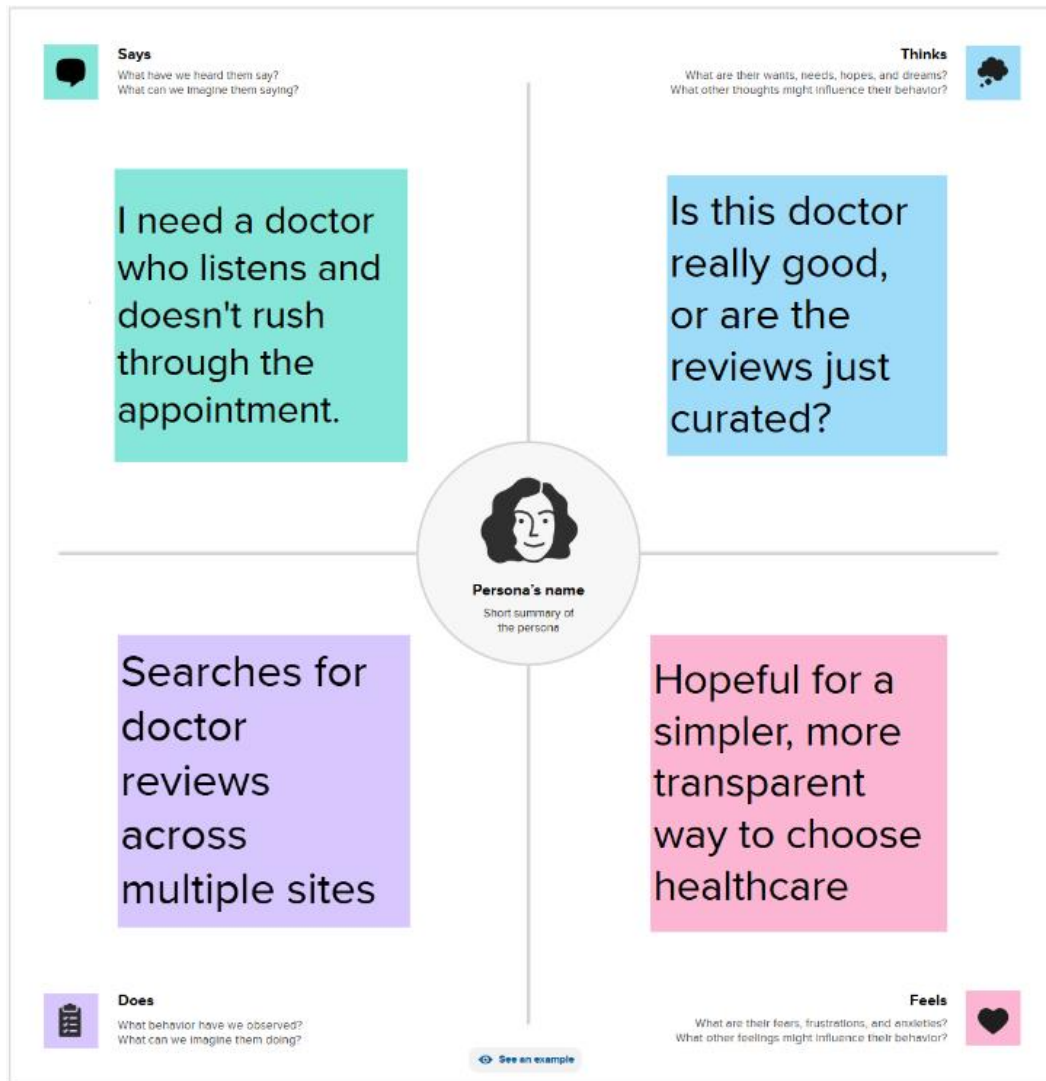 Says
What have we heard them say?
What can we imagine them saying?
Thinks
What are their wants, needs, hopes, and dreams?
What other thoughts might influence their behavior?
I need a doctor
who listens and
doesn't rush
through the
appointment.
Is this doctor
really good,
or are the
reviews just
curated?
Persona's name
Short summary of
the persona
Searches for
doctor
reviews
across
multiple sites
Hopeful for a
simpler, more
transparent
way to choose
healthcare
Does
What behavior have we observed?
What can we imagine them doing?
Feels
What are their fears, frustrations, and anxieties?
What other feelings might influence their behavior?
See an example